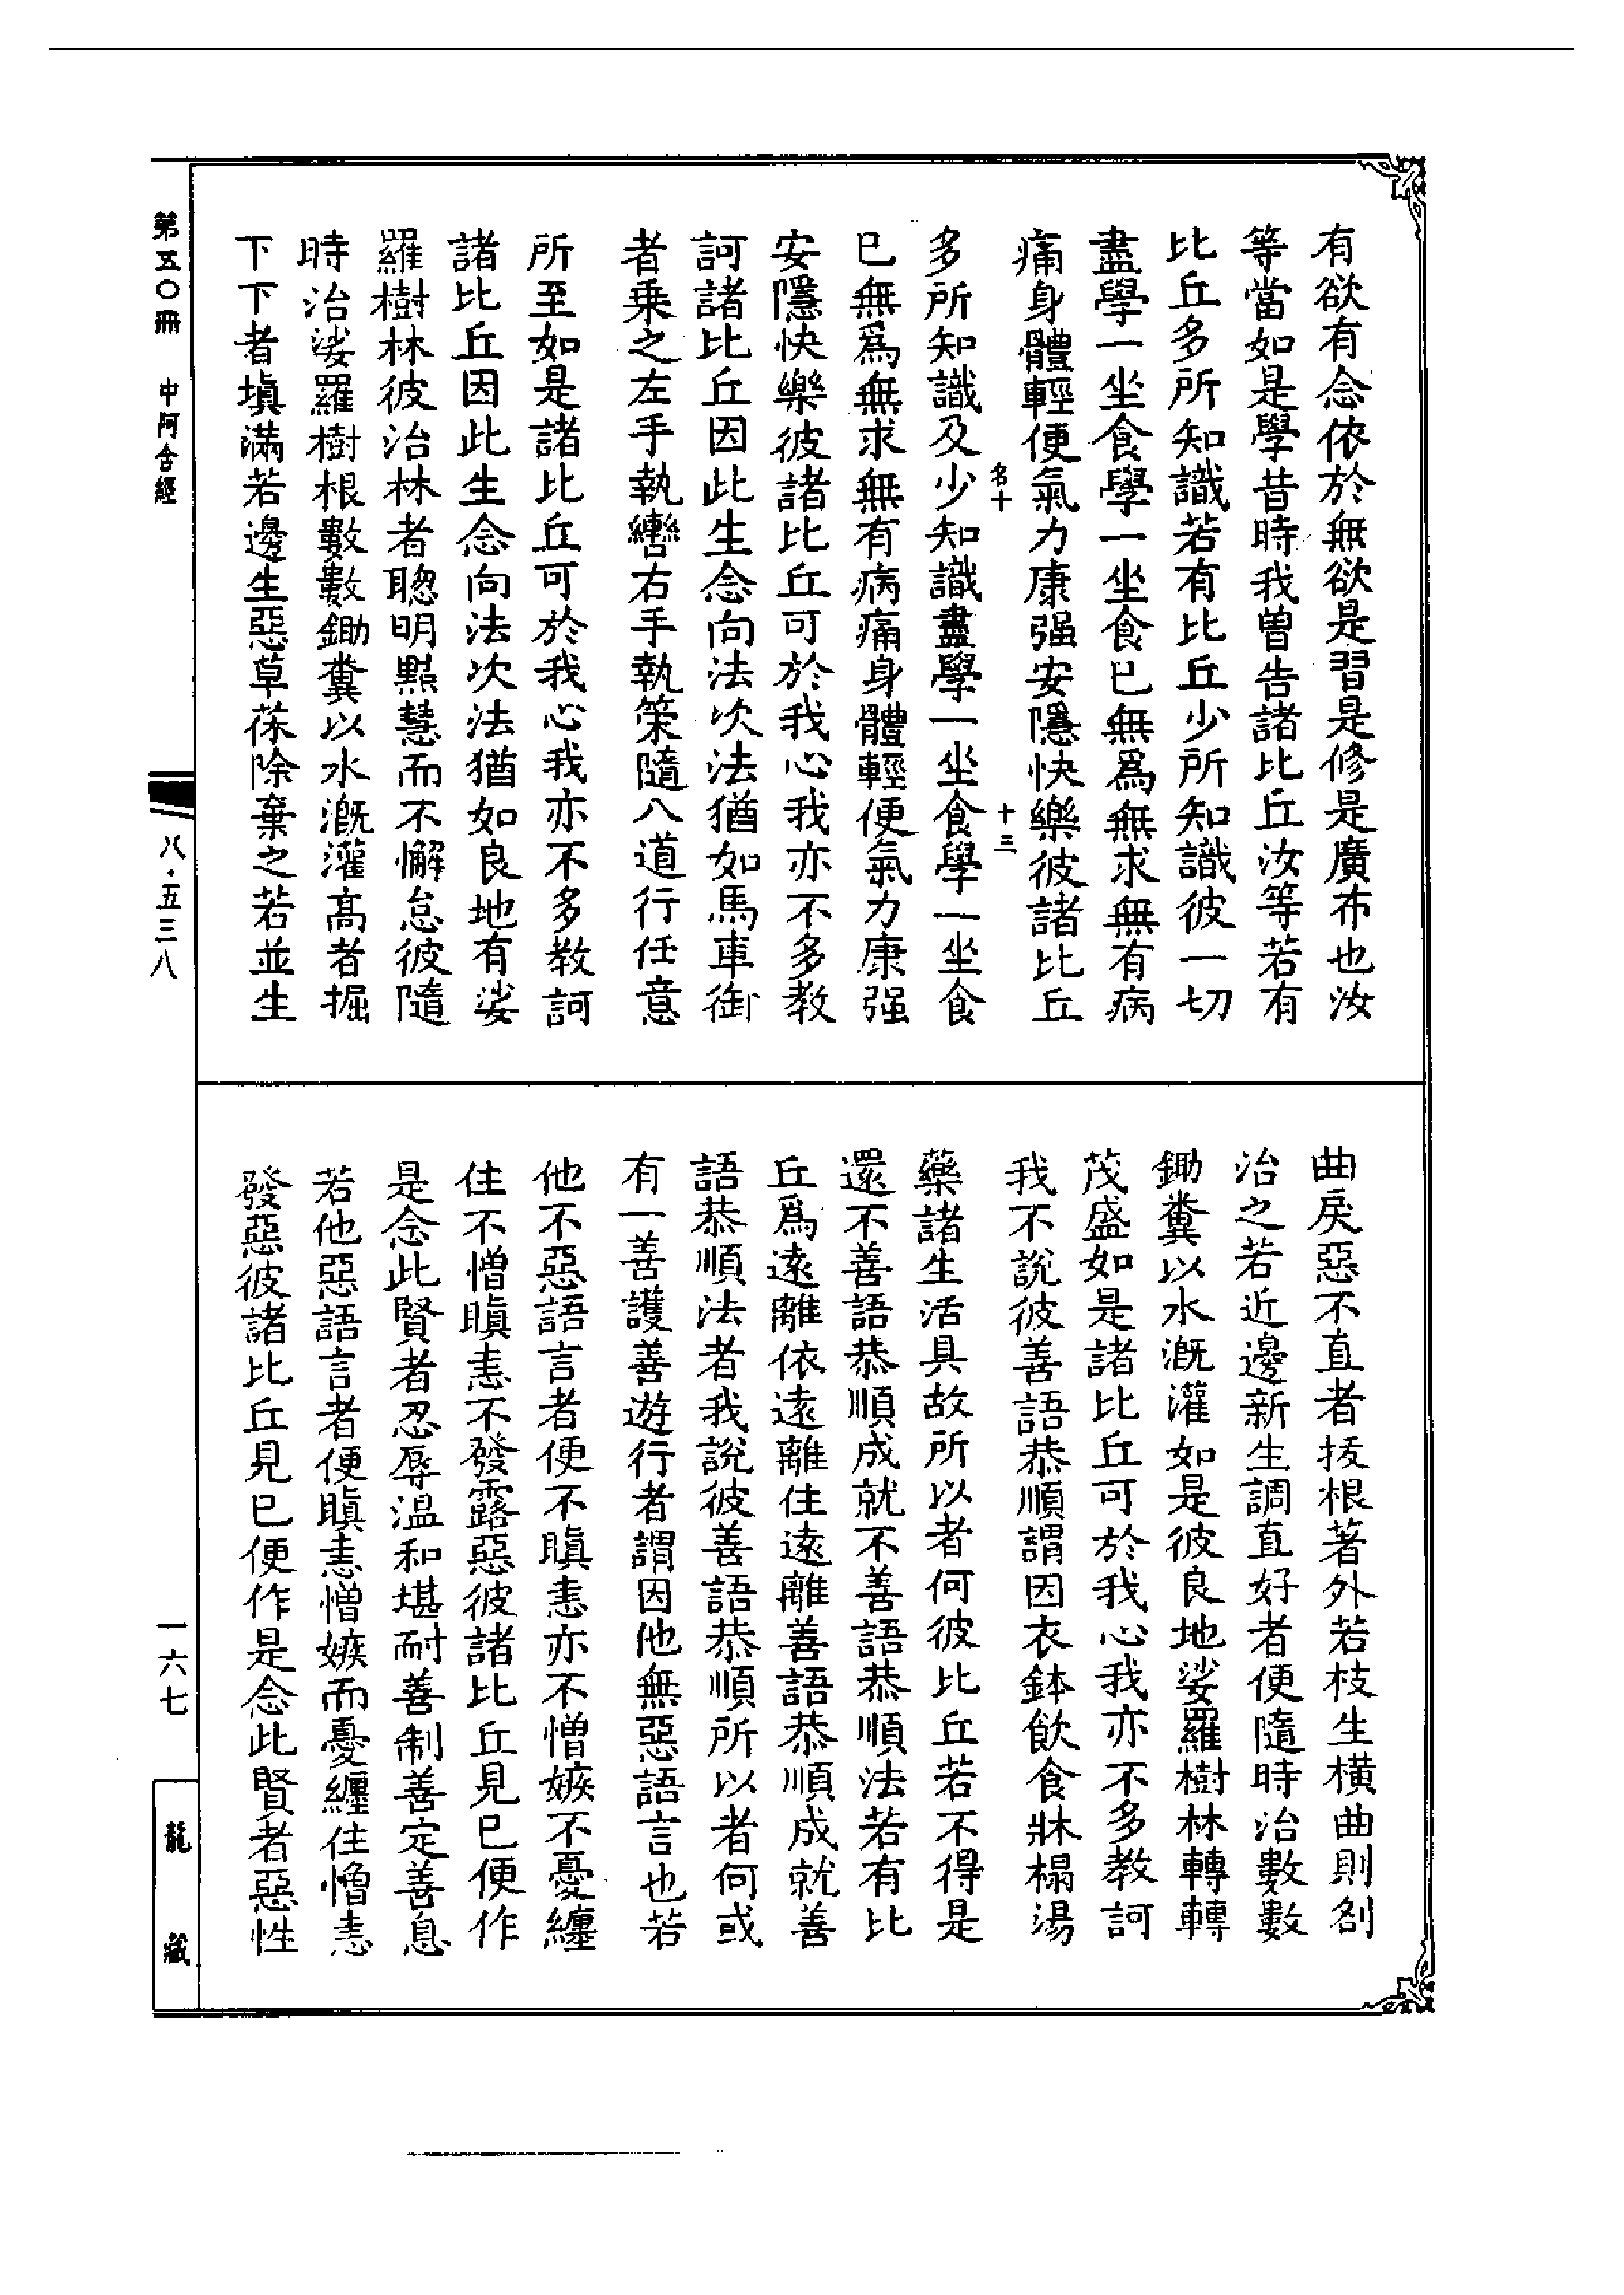 有欲有念依於無欲是習是修是廣布也汝
等當如是學昔時我曽告諸比丘汝等若有
比丘多所知識若有比丘少所知識彼一切
盡學一坐食學一坐食已無爲無求無有病
痛身體輕便氣力康强安隱快樂彼諸比丘
名十 十三
多所知識及少知識盡學一坐食學一坐食
已無爲無求無有病痛身體輕便氣力康强
安隱快樂彼諸比丘可於我心我亦不多教
訶諸比丘因此生念向法次法猶如馬車御
者乗之左手執轡右手執策隨八道行任意
所至如是諸比丘可於我心我亦不多教訶
諸比丘因此生念向法次法猶如良地有娑
羅樹林彼治林者聦明黠慧而不懈怠彼隨
時治娑羅樹根數數鋤糞以水漑灌髙者掘
下下者塡滿若邊生惡草薅除棄之若並生
曲戾惡不直者拔根著外若枝生橫曲則創
治之若近邊新生調直好者便隨時治數數
鋤糞以水漑灌如是彼良地娑羅樹林轉轉
茂盛如是諸比丘可於我心我亦不多教訶
我不説彼善語恭順謂因衣鉢飲食牀榻湯
藥諸生活具故所以者何彼比丘若不得是
還不善語恭順成就不善語恭順法若有比
丘爲遠離依遠離住遠離善語恭順成就善
語恭順法者我説彼善語恭順所以者何或
有一善護善遊行者謂因他無惡語言也若
他不惡語言者便不瞋恚亦不憎嫉不憂纏
住不憎瞋恚不發露惡彼諸比丘見已便作
是念此賢者忍辱温和堪耐善制善定善息
若他惡語言者便瞋恚憎嫉而憂纏住憎恚
發惡彼諸比丘見已便作是念此賢者惡性
第五〇冊 中阿含經
八·五三八
一六七
龍藏